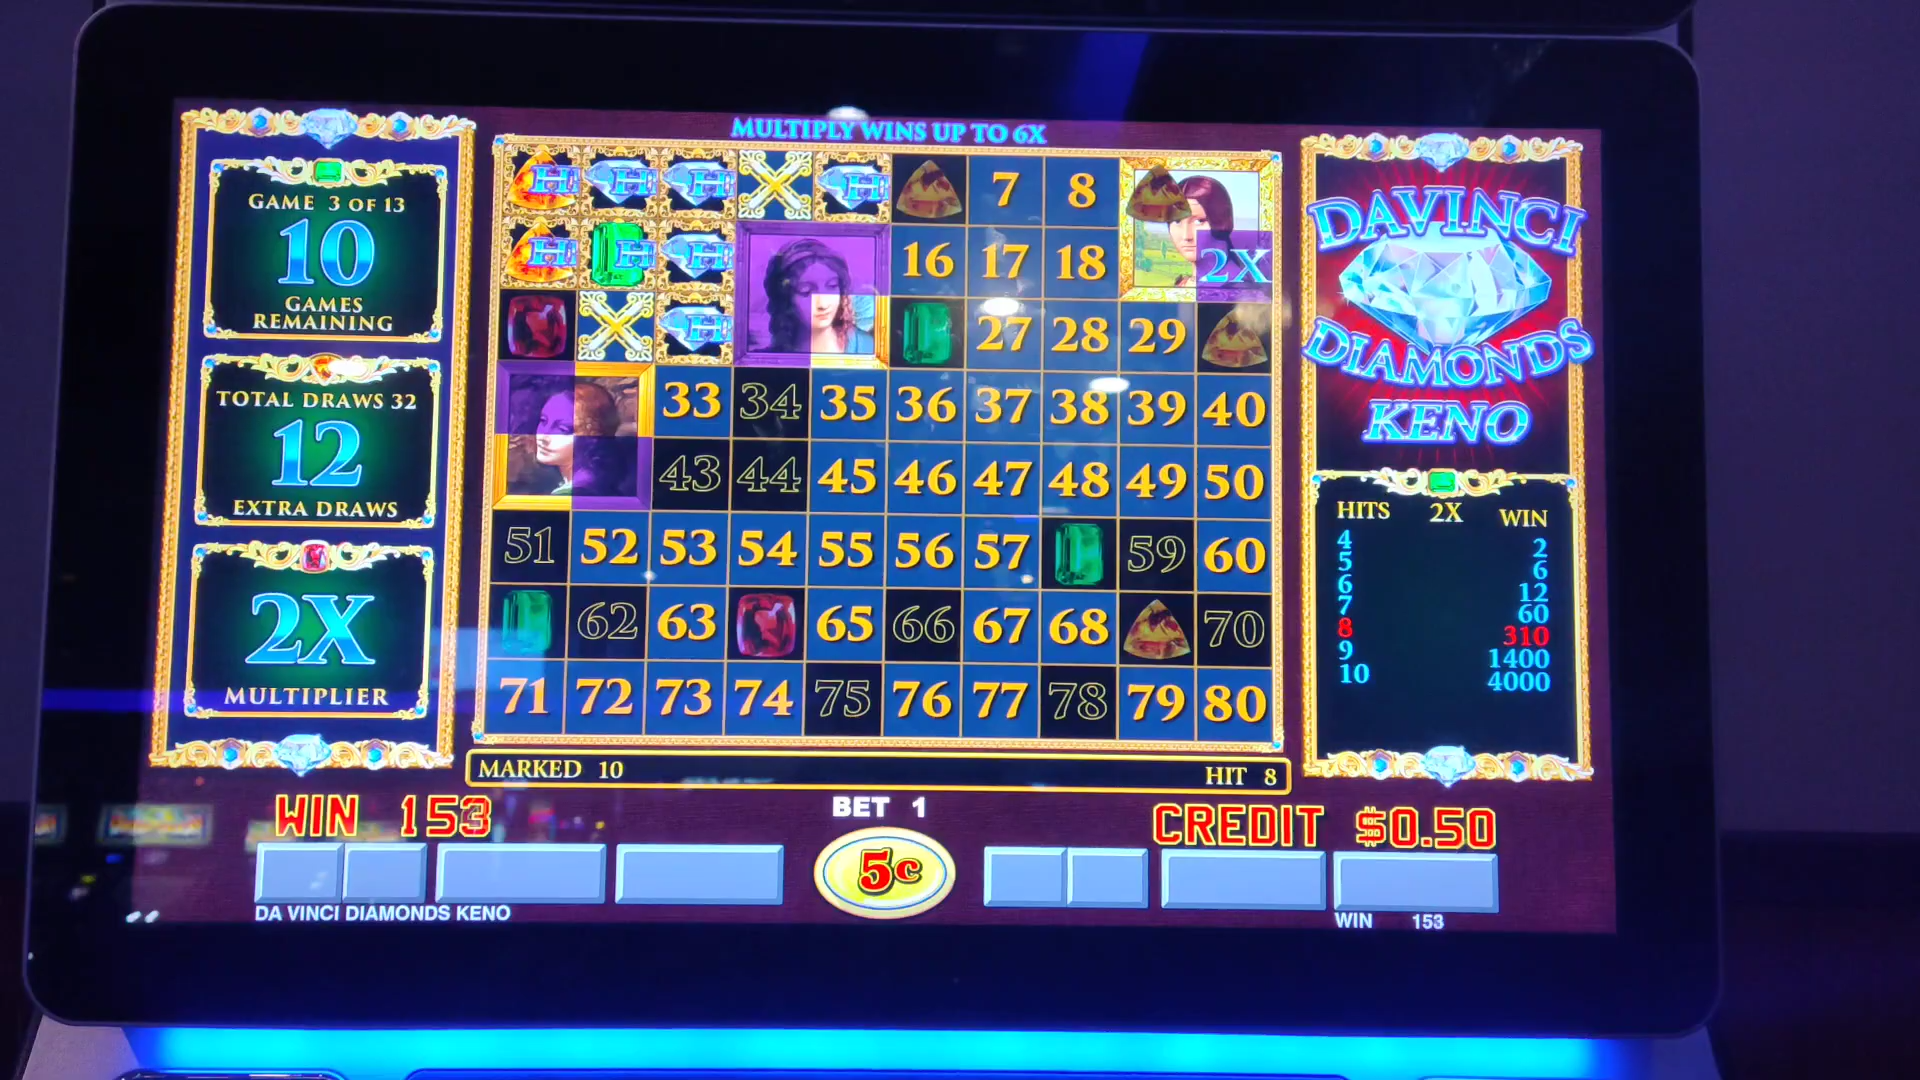 MULTIPLY WINS UP TO 6X
GAME 3 OF 13
10
GAMES
REMAINING
TOTAL DRAWS 32
12
EXTRA DRAWS
2X
MULTIPLIER
H H H H 7 8
H H H 16 17 18 2X
H 27 28 29
33 34 35 36 37 38 39 40
43 44 45 46 47 48 49 50
51 52 53 54 55 56 57 59 60
62 63 65 66 67 68 70
71 72 73 74 75 76 77 78 79 80
MARKED 10
HIT 8
DAVINCI
DIAMONDS
KENO
HITS 2X WIN
4 2
5 6
6 12
7 60
8 310
9 1400
10 4000
WIN 153
BET 1
CREDIT $0.50
5c
DA VINCI DIAMONDS KENO
WIN 153